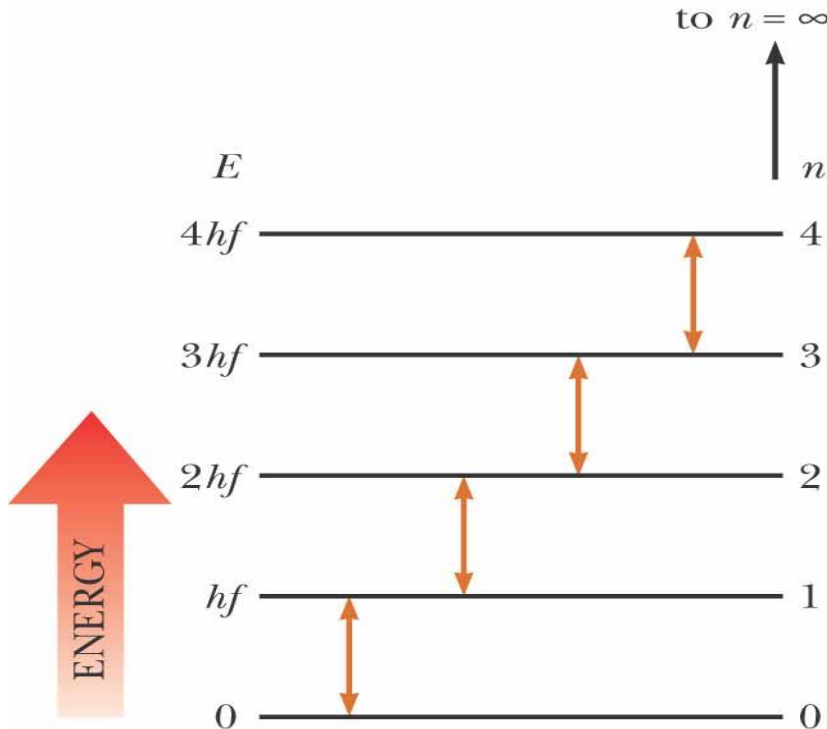 to n = ∞
E n
4hf 4
3hf 3
2hf 2
hf 1
0 0
ENERGY